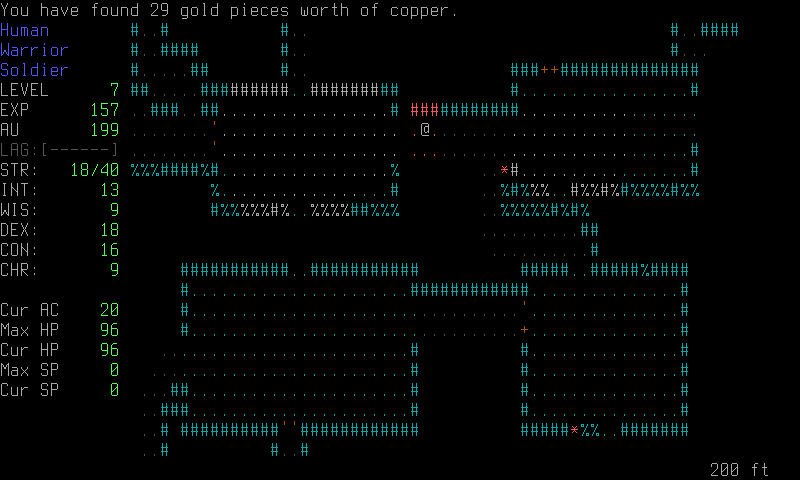 You have found 29 gold pieces worth of copper.
Human
Warrior
Soldier
LEVEL 7
EXP 157
AU 199
LAG:[------]
STR: 18/40
INT: 13
WIS: 9
DEX: 18
CON: 16
CHR: 9
Cur AC 20
Max HP 96
Cur HP 96
Max SP 0
Cur SP 0
200 ft